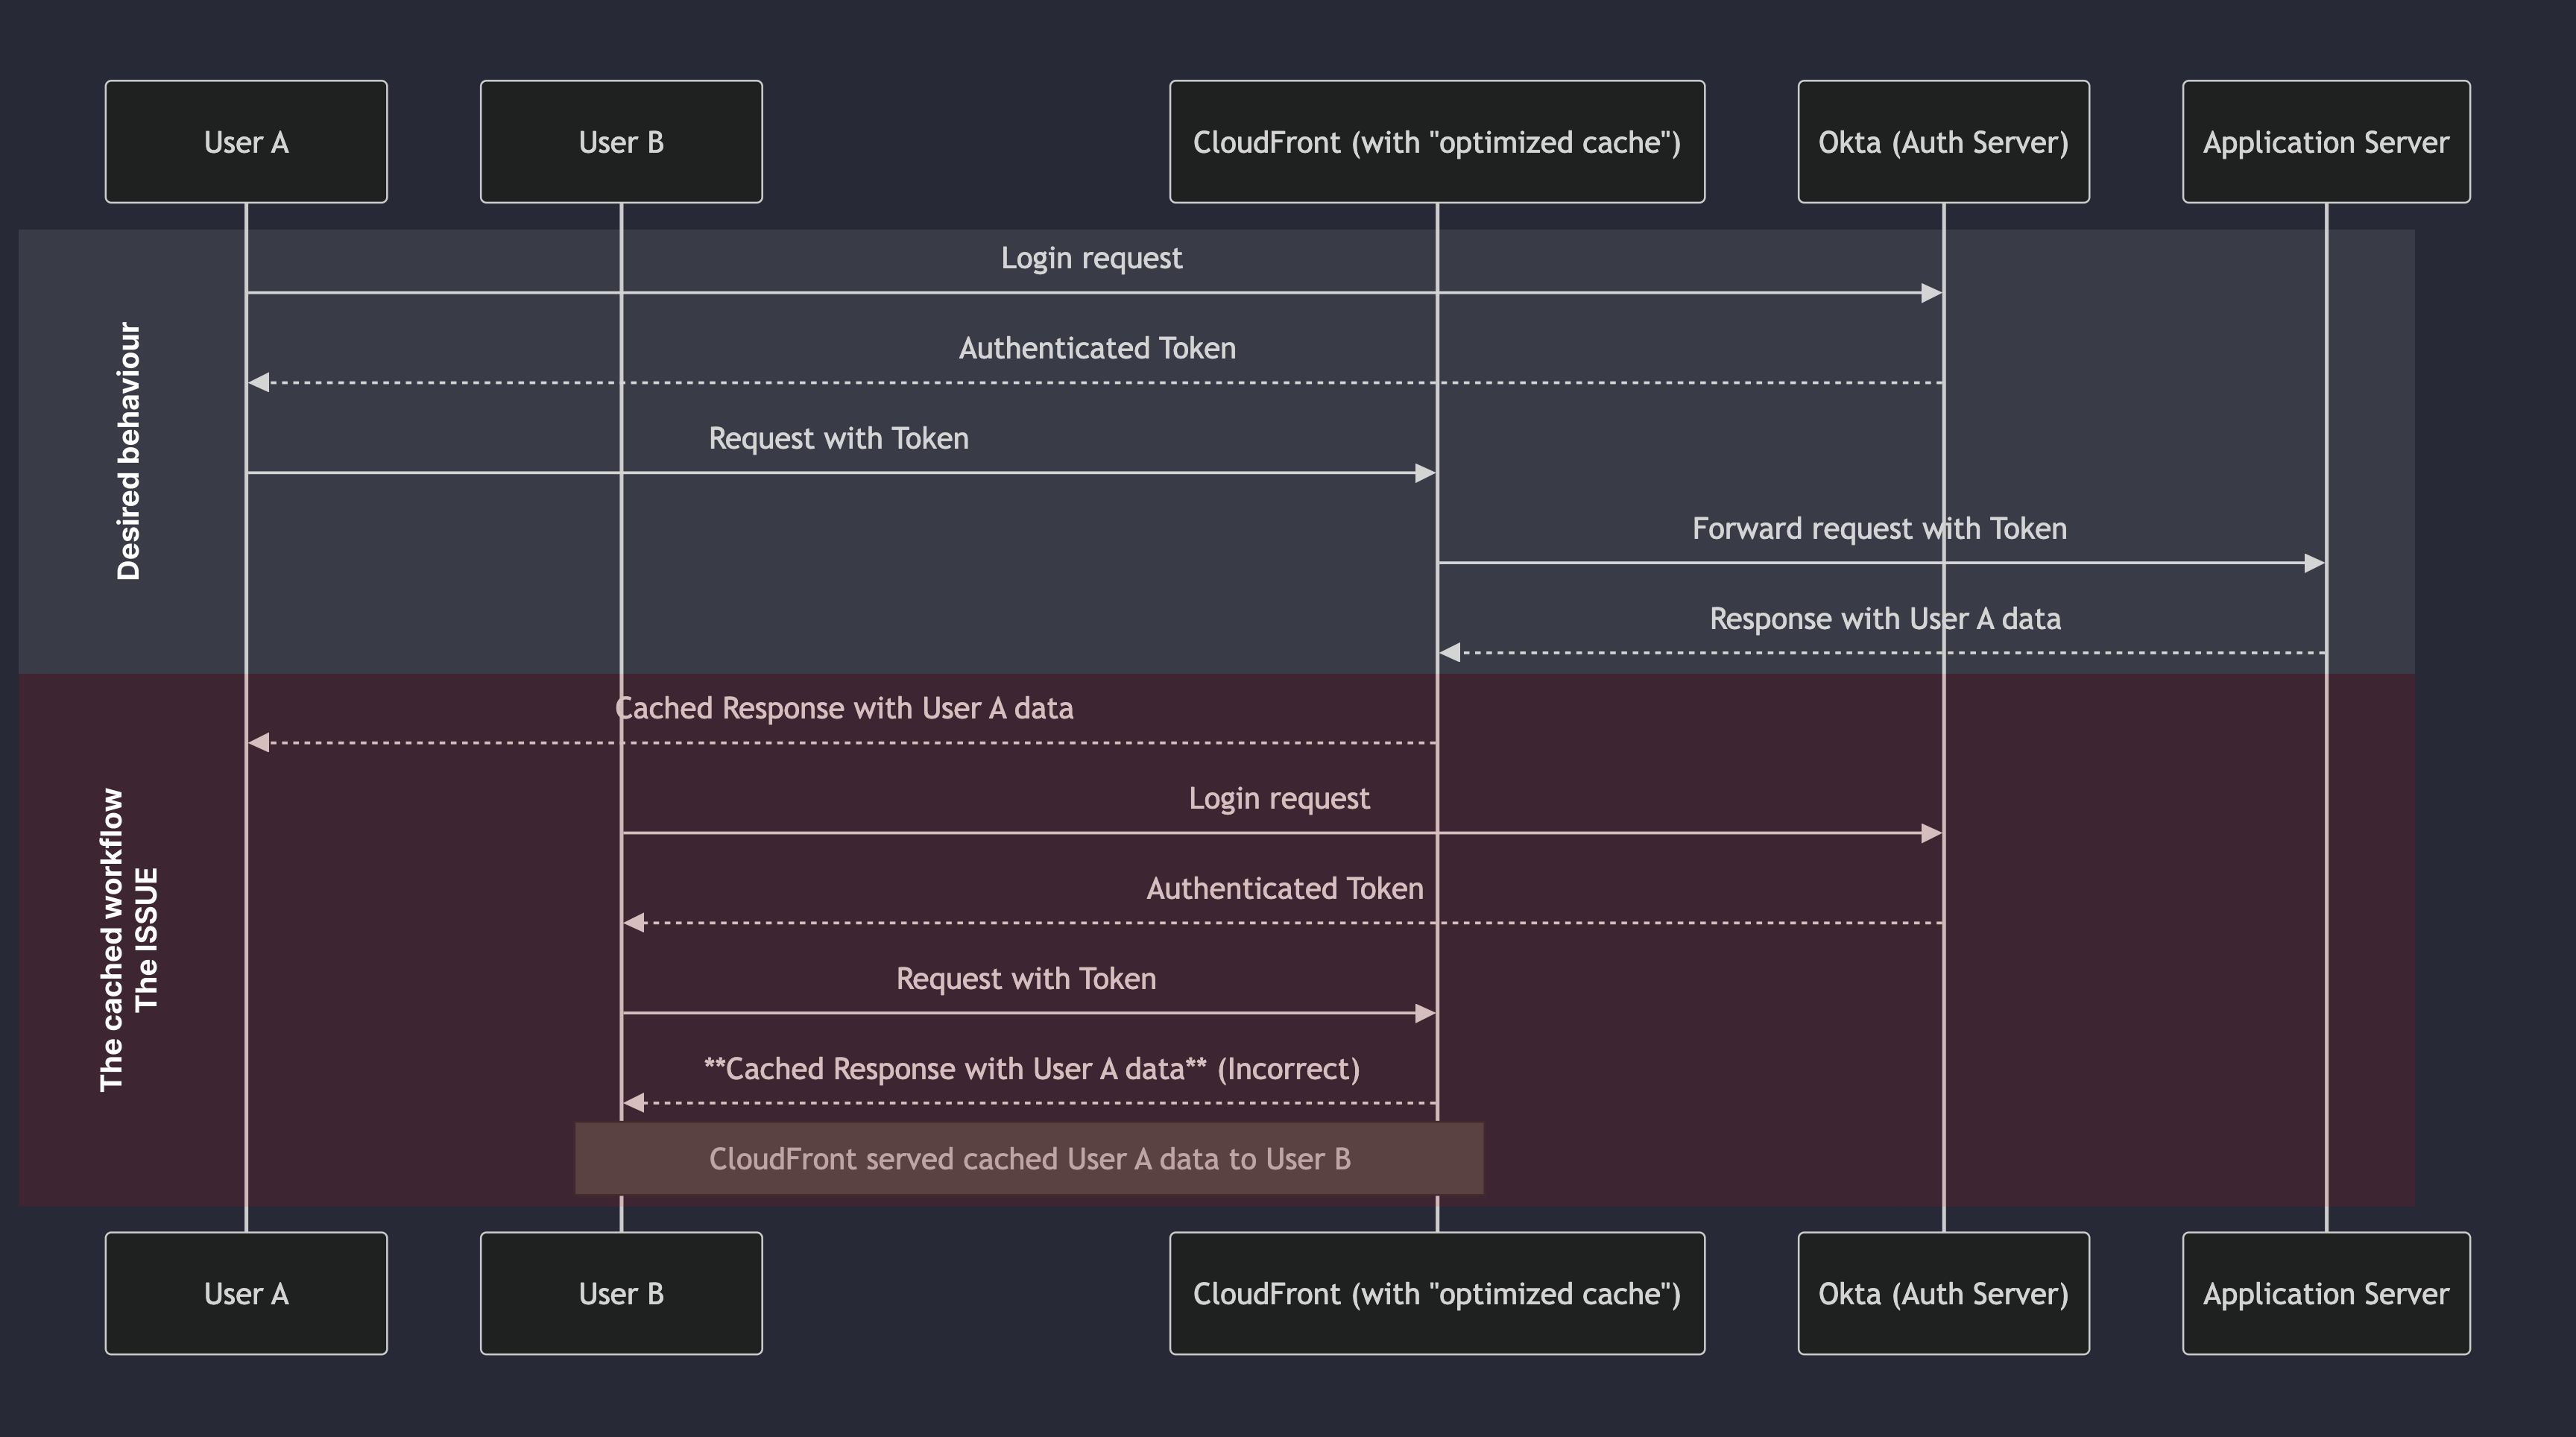 User A
User B
CloudFront (with "optimized cache")
Okta (Auth Server)
Application Server
Desired behaviour
Login request
Authenticated Token
Request with Token
Forward request with Token
Response with User A data
The cached workflow
The ISSUE
Cached Response with User A data
Login request
Authenticated Token
Request with Token
**Cached Response with User A data** (Incorrect)
CloudFront served cached User A data to User B
User A
User B
CloudFront (with "optimized cache")
Okta (Auth Server)
Application Server